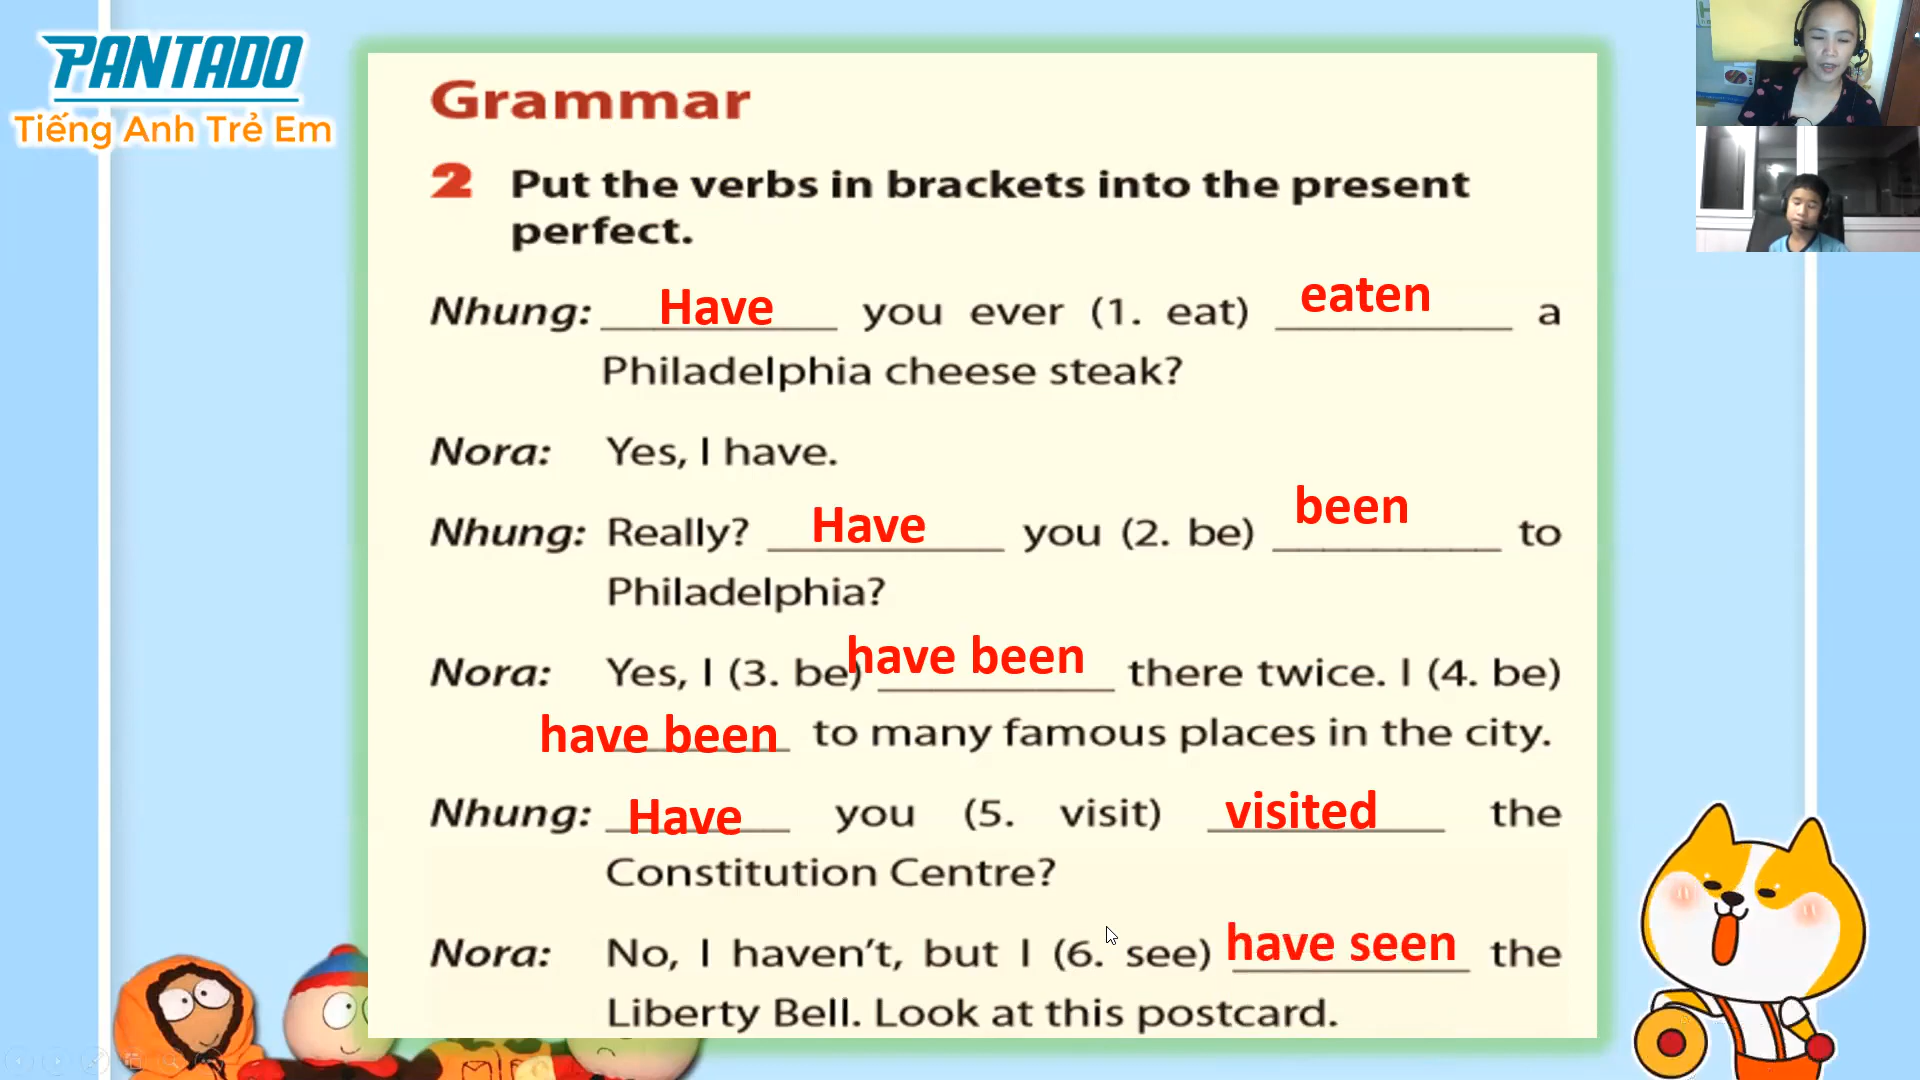 PANTADO
Tiếng Anh Trẻ Em
Grammar
2 Put the verbs in brackets into the present
perfect.
Nhung: Have you ever (1. eat) eaten a
Philadelphia cheese steak?
Nora: Yes, I have.
Nhung: Really? Have you (2. be) been to
Philadelphia?
Nora: Yes, I (3. be) have been there twice. I (4. be)
have been to many famous places in the city.
Nhung: Have you (5. visit) visited the
Constitution Centre?
Nora: No, I haven't, but I (6. see) have seen the
Liberty Bell. Look at this postcard.